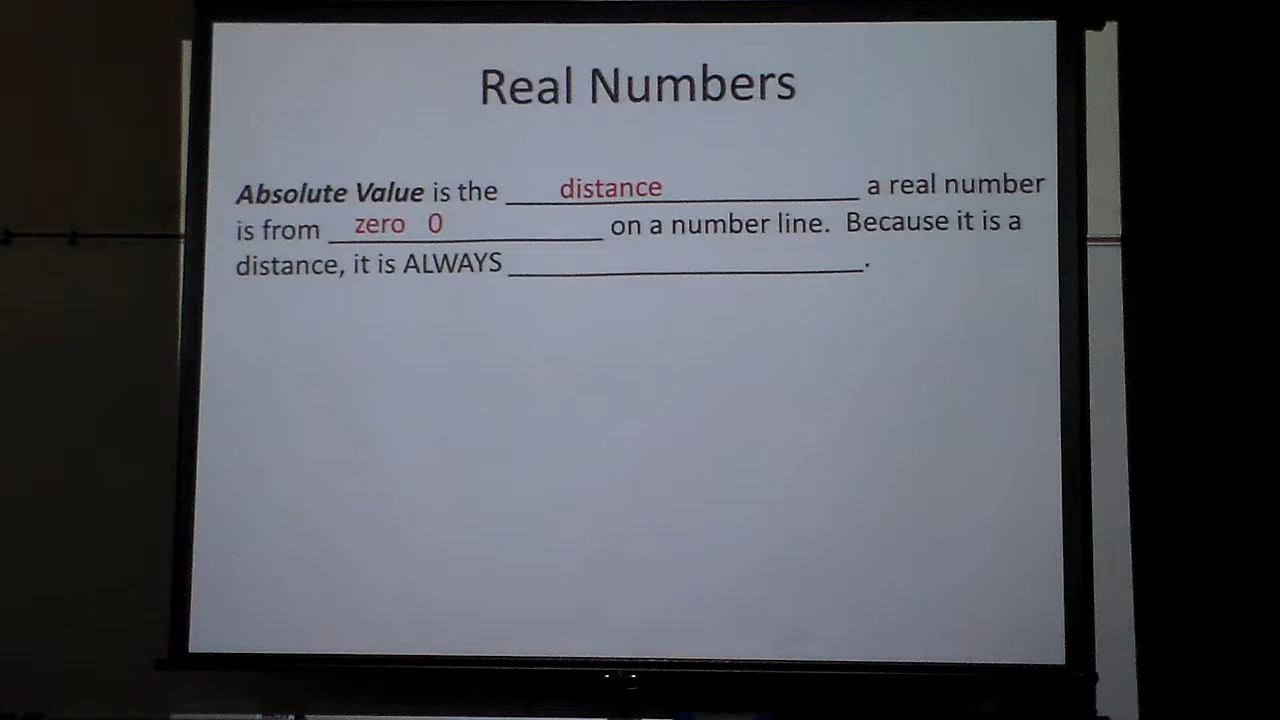 Real Numbers
Absolute Value is the distance a real number
is from zero 0 on a number line. Because it is a
distance, it is ALWAYS ____________________.